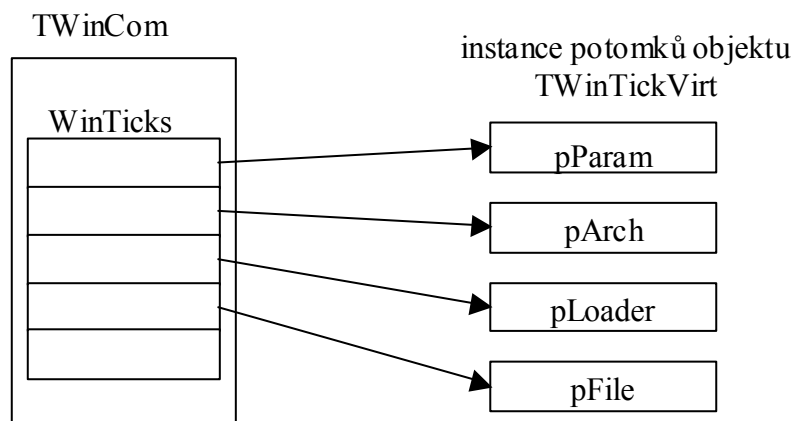 TWinCom
instance potomků objektu
TWinTickVirt
WinTicks
pParam
pArch
pLoader
pFile